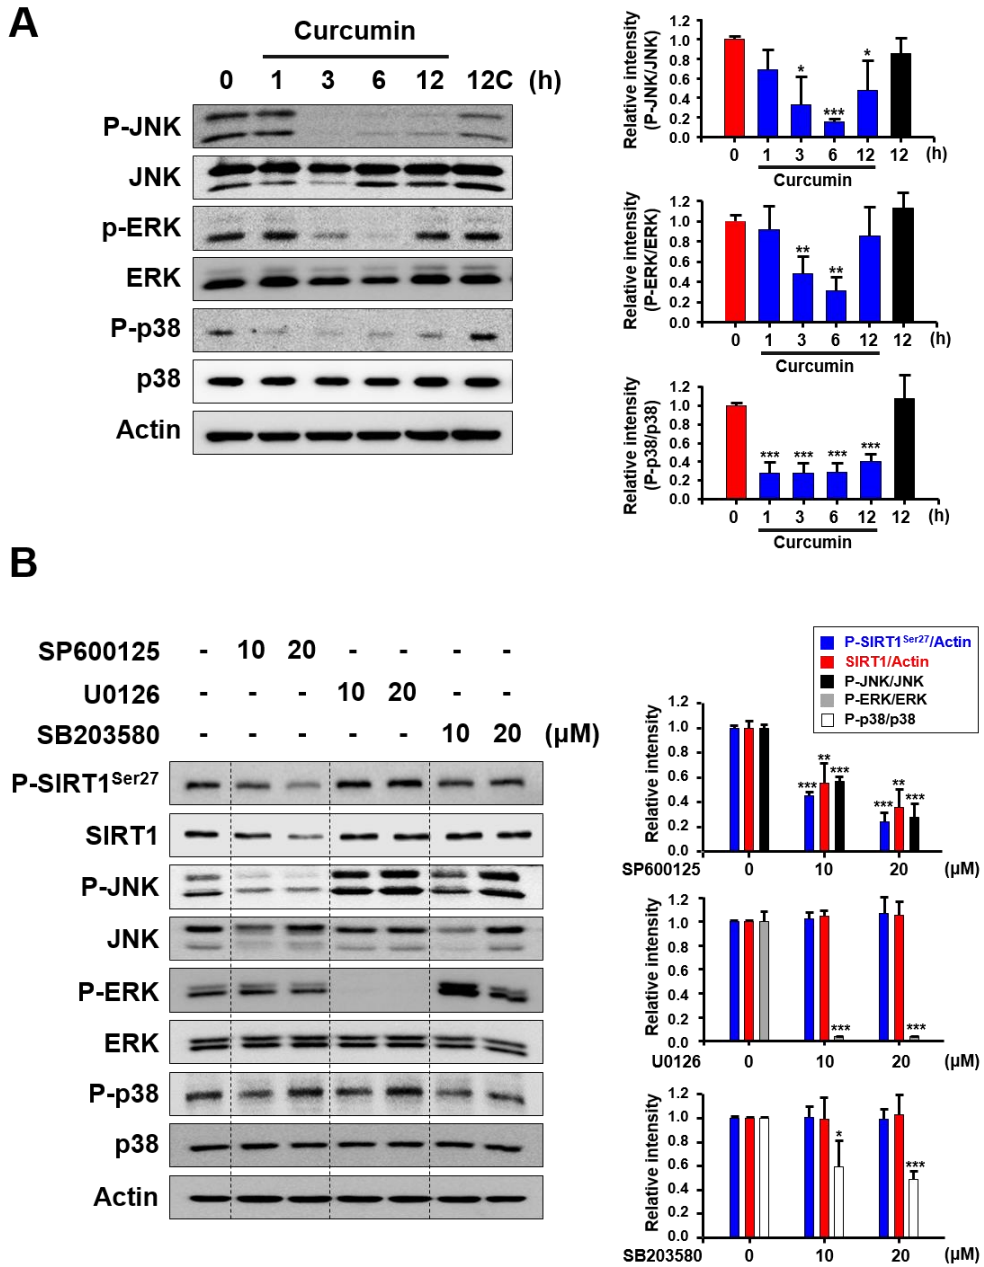 A
Curcumin
0 1 3 6 12 12C (h)
P-JNK
JNK
p-ERK
ERK
P-p38
p38
Actin
Relative intensity
(P-JNK/JNK)
1.2
1.0
0.8
0.6
0.4
0.2
0.0
* *** *
0 1 3 6 12 12 (h)
Curcumin
Relative intensity
(P-ERK/ERK)
1.2
1.0
0.8
0.6
0.4
0.2
0.0
** **
0 1 3 6 12 12 (h)
Curcumin
Relative intensity
(P-p38/p38)
1.2
1.0
0.8
0.6
0.4
0.2
0.0
*** *** *** ***
0 1 3 6 12 12 (h)
Curcumin
B
SP600125 - 10 20 - - - -
U0126 - - - 10 20 - -
SB203580 - - - - - 10 20 (μM)
P-SIRT1Ser27
SIRT1
P-JNK
JNK
P-ERK
ERK
P-p38
p38
Actin
P-SIRT1Ser27/Actin
SIRT1/Actin
P-JNK/JNK
P-ERK/ERK
P-p38/p38
Relative intensity
1.2
1.0
0.8
0.6
0.4
0.2
0.0
*** ** *** *** ** ***
SP600125 0 10 20 (μM)
Relative intensity
1.2
1.0
0.8
0.6
0.4
0.2
0.0
*** ***
U0126 0 10 20 (μM)
Relative intensity
1.2
1.0
0.8
0.6
0.4
0.2
0.0
* ***
SB203580 0 10 20 (μM)